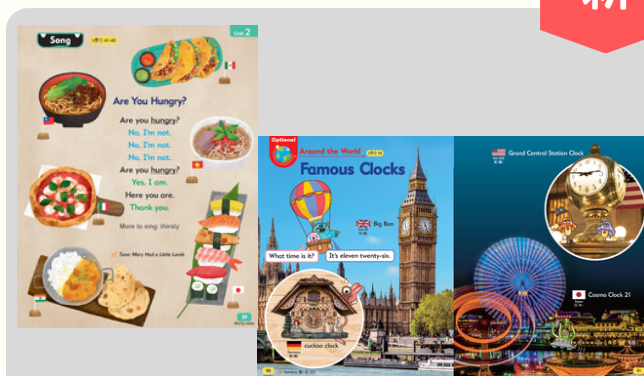 新
Song
Unit 2
Are You Hungry?
Are you hungry?
No, I'm not.
No, I'm not.
No, I'm not.
Are you hungry?
Yes, I am.
Here you are.
Thank you.
More to sing: thirsty
Tune: Mary Had a Little Lamb
Optional
Around the World
Famous Clocks
Big Ben
What time is it?
It's eleven twenty-six.
cuckoo clock
Grand Central Station Clock
Cosmo Clock 21